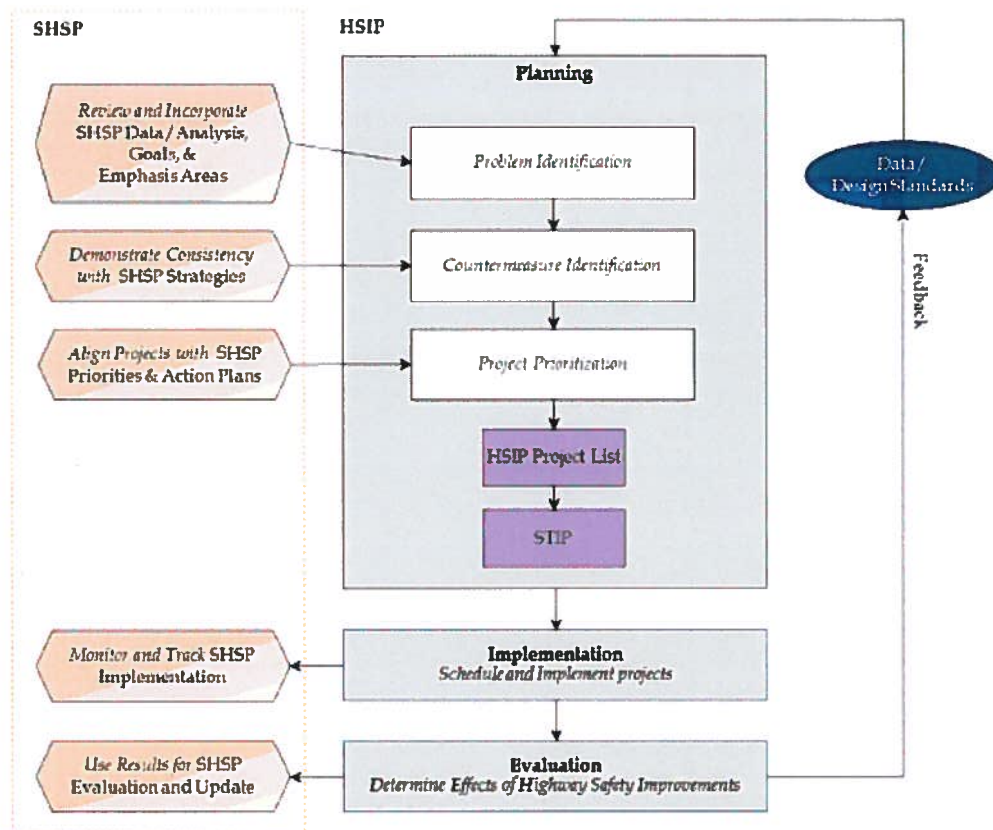 SHSP
HSIP
Planning
Review and Incorporate
SHSP Data / Analysis,
Goals, &
Emphasis Areas
Problem Identification
Data /
Design Standards
Demonstrate Consistency
with SHSP Strategies
Countermeasure Identification
Feedback
Align Projects with SHSP
Priorities & Action Plans
Project Prioritization
HSIP Project List
STIP
Monitor and Track SHSP
Implementation
Implementation
Schedule and Implement projects
Use Results for SHSP
Evaluation and Update
Evaluation
Determine Effects of Highway Safety Improvements